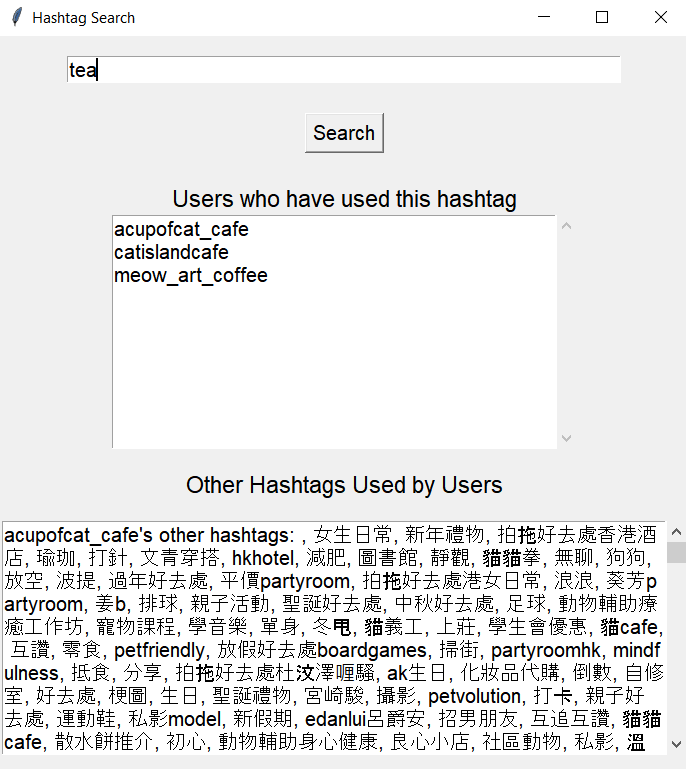 Hashtag Search
tea
Search
Users who have used this hashtag
acupofcat_cafe
catislandcafe
meow_art_coffee
Other Hashtags Used by Users
acupofcat_cafe's other hashtags: , 女生日常, 新年禮物, 拍拖好去處香港酒
店, 瑜珈, 打針, 文青穿搭, hkhotel, 減肥, 圖書館, 靜觀, 貓貓拳, 無聊, 狗狗,
放空, 波提, 過年好去處, 平價partyroom, 拍拖好去處港女日常, 浪浪, 葵芳p
artyroom, 姜b, 排球, 親子活動, 聖誕好去處, 中秋好去處, 足球, 動物輔助療
癒工作坊, 寵物課程, 學音樂, 單身, 冬甩, 貓義工, 上莊, 學生會優惠, 貓cafe,
互讚, 零食, petfriendly, 放假好去處boardgames, 掃街, partyroomhk, mindf
ulness, 抵食, 分享, 拍拖好去處杜汶澤喱騷, ak生日, 化妝品代購, 倒數, 自修
室, 好去處, 梗圖, 生日, 聖誕禮物, 宮崎駿, 攝影, petvolution, 打卡, 親子好
去處, 運動鞋, 私影model, 新假期, edanlui呂爵安, 招男朋友, 互追互讚, 貓貓
cafe, 散水餅推介, 初心, 動物輔助身心健康, 良心小店, 社區動物, 私影, 溫